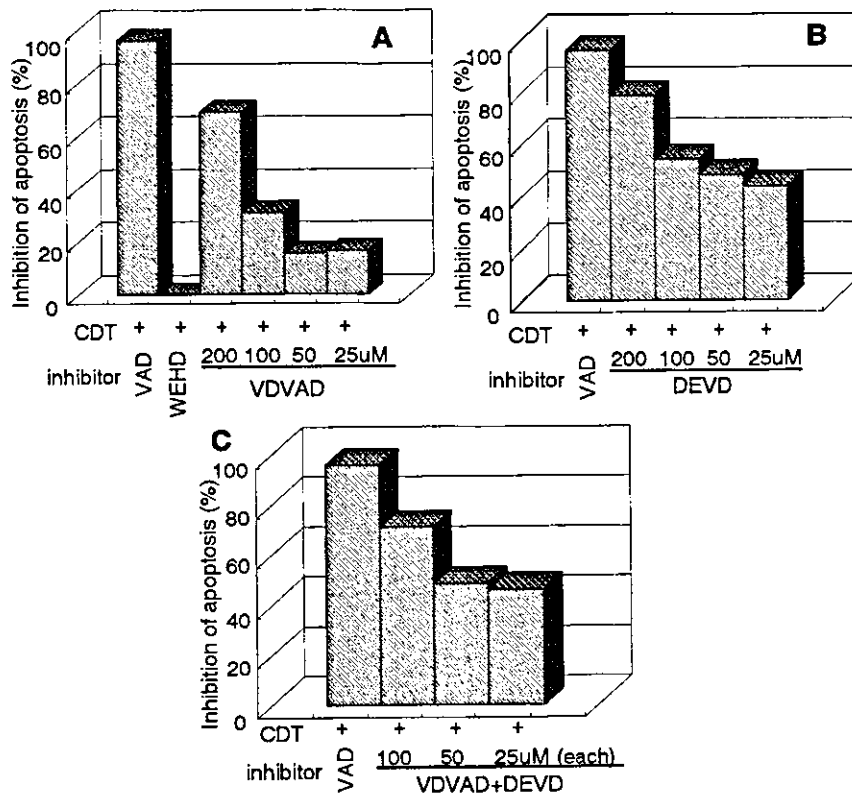 A
Inhibition of apoptosis (%)
100
80
60
40
20
0
CDT + + + + + +
inhibitor VAD WEHD 200 100 50 25uM
VDVAD
B
Inhibition of apoptosis (%)
100
80
60
40
20
0
CDT + + + + +
inhibitor VAD 200 100 50 25uM
DEVD
C
Inhibition of apoptosis (%)
100
80
60
40
20
0
CDT + + + +
inhibitor VAD 100 50 25uM (each)
VDVAD+DEVD